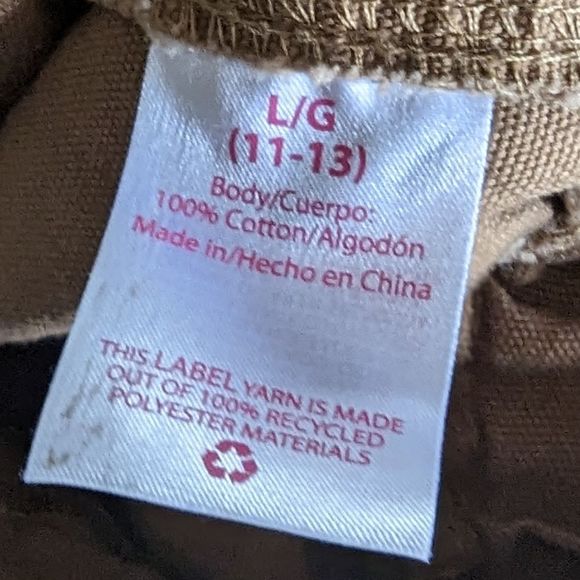 L/G
(11-13)
Body/Cuerpo:
100% Cotton/Algodón
Made in/Hecho en China
THIS LABEL YARN IS MADE
OUT OF 100% RECYCLED
POLYESTER MATERIALS